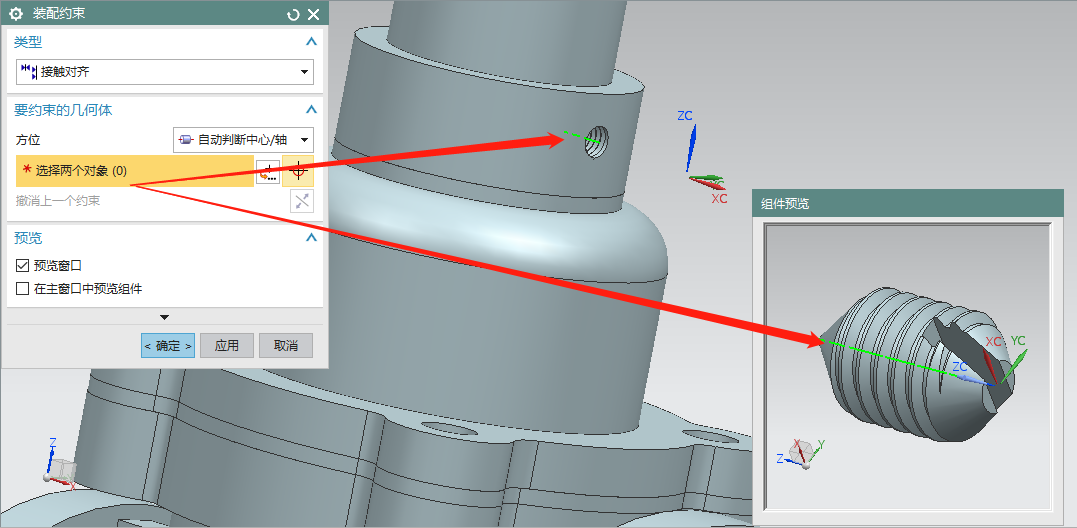 装配约束
类型
接触对齐
要约束的几何体
方位
自动判断中心/轴
* 选择两个对象 (0)
撤消上一个约束
预览
预览窗口
在主窗口中预览组件
< 确定 >
应用
取消
ZC
XC
Z
X
组件预览
XC
YC
ZC
X
Y
Z